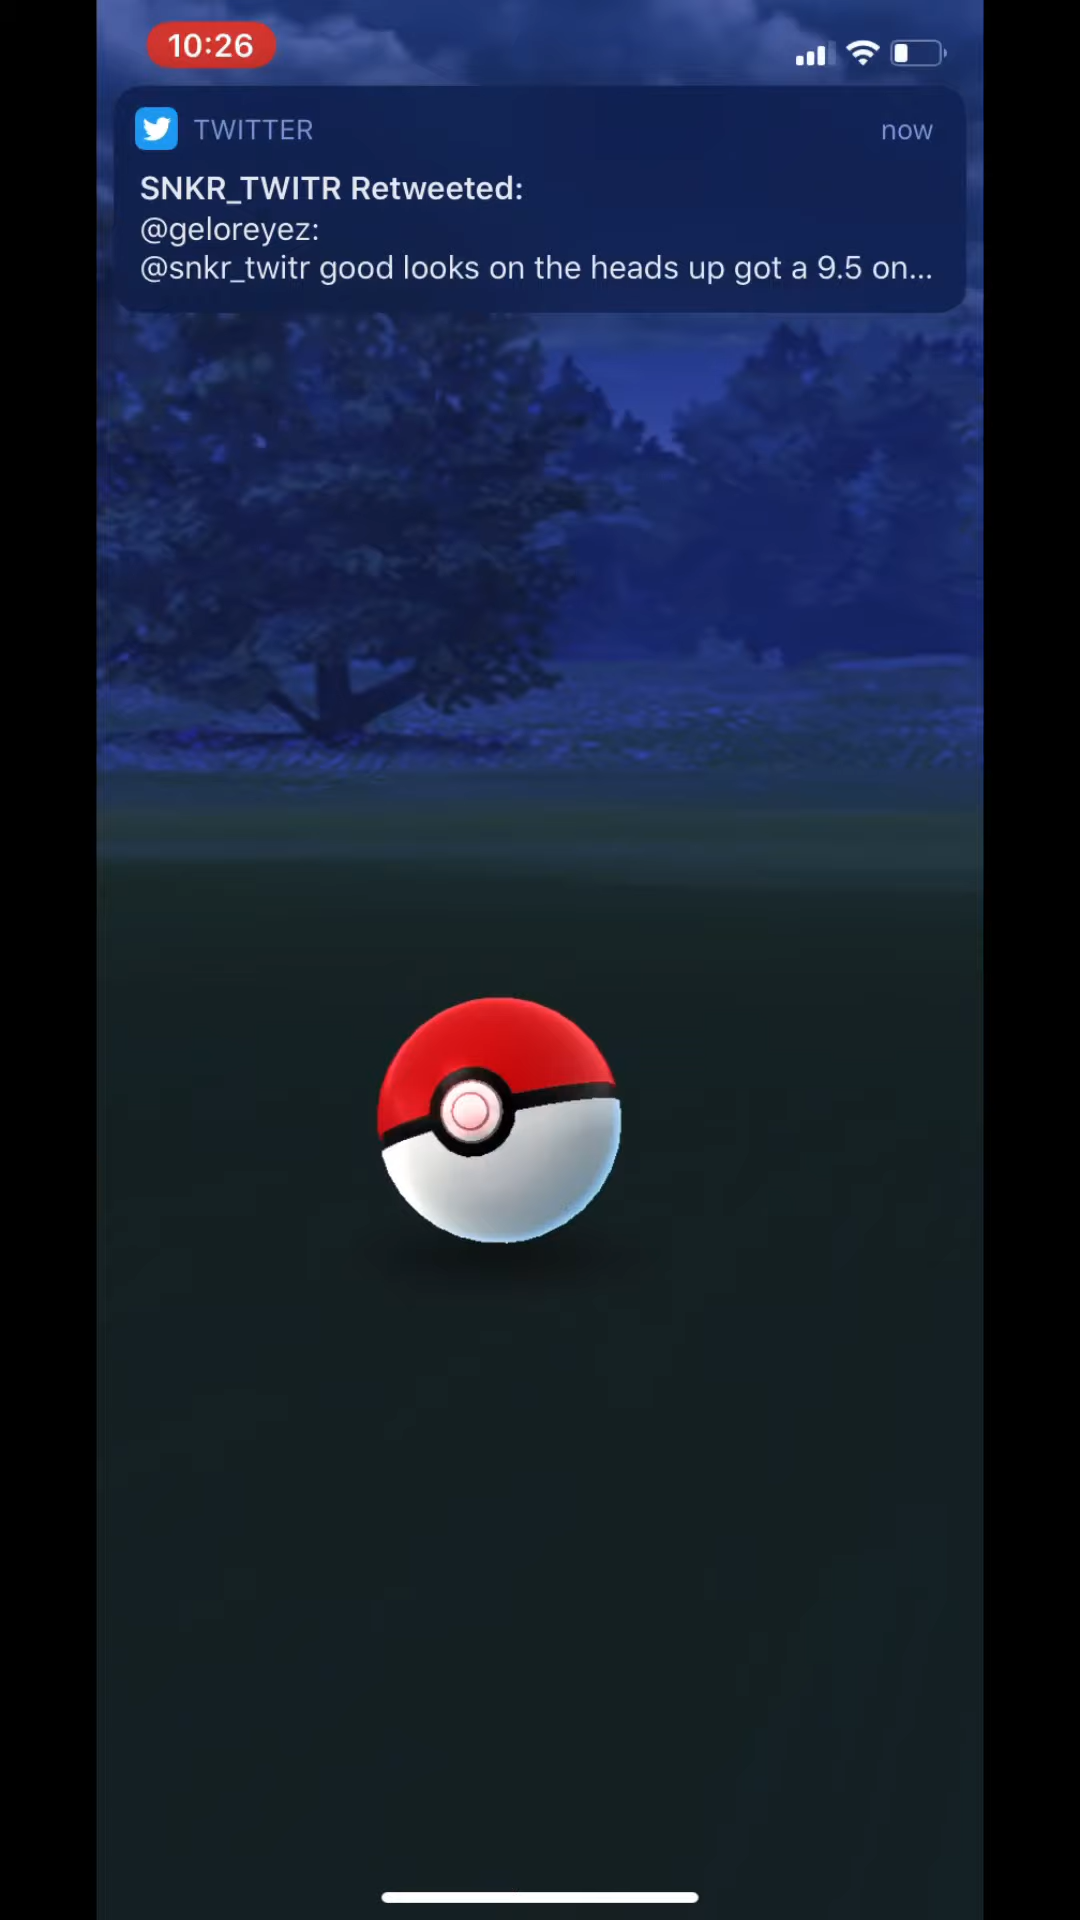 10:26
TWITTER
now
SNKR_TWITR Retweeted:
@geloreyez:
@snkr_twitr good looks on the heads up got a 9.5 on...